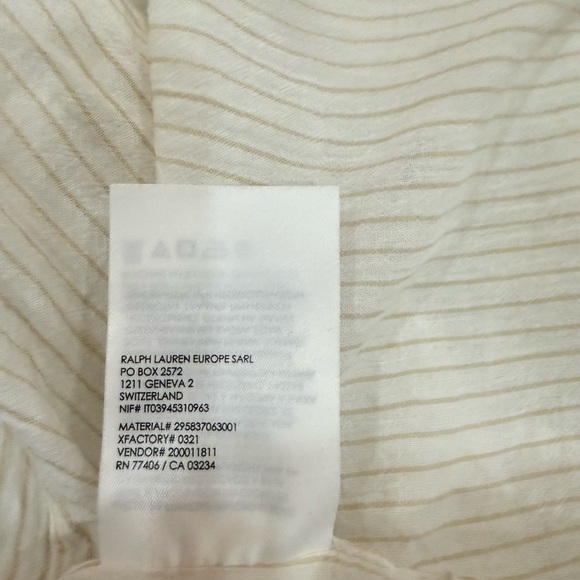 RALPH LAUREN EUROPE SARL
PO BOX 2572
1211 GENEVA 2
SWITZERLAND
NIF# IT03945310963
MATERIAL# 295837063001
XFACTORY# 0321
VENDOR# 200011811
RN 77406 / CA 03234